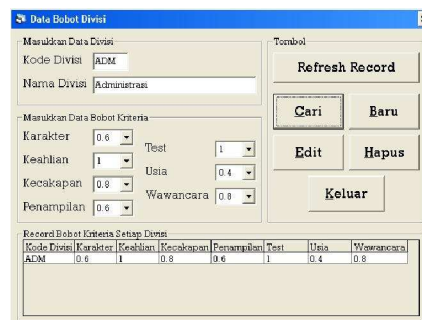 Data Bobot Divisi
Masukkan Data Divisi
Kode Divisi ADM
Nama Divisi Administrasi
Masukkan Data Bobot Kriteria
Karakter 0.6
Keahlian 1
Kecakapan 0.8
Penampilan 0.6
Test 1
Usia 0.4
Wawancara 0.8
Tombol
Refresh Record
Cari Baru
Edit Hapus
Keluar
Record Bobot Kriteria Setiap Divisi
Kode Divisi Karakter Keahlian Kecakapan Penampilan Test Usia Wawancara
ADM 0.6 1 0.8 0.6 1 0.4 0.8